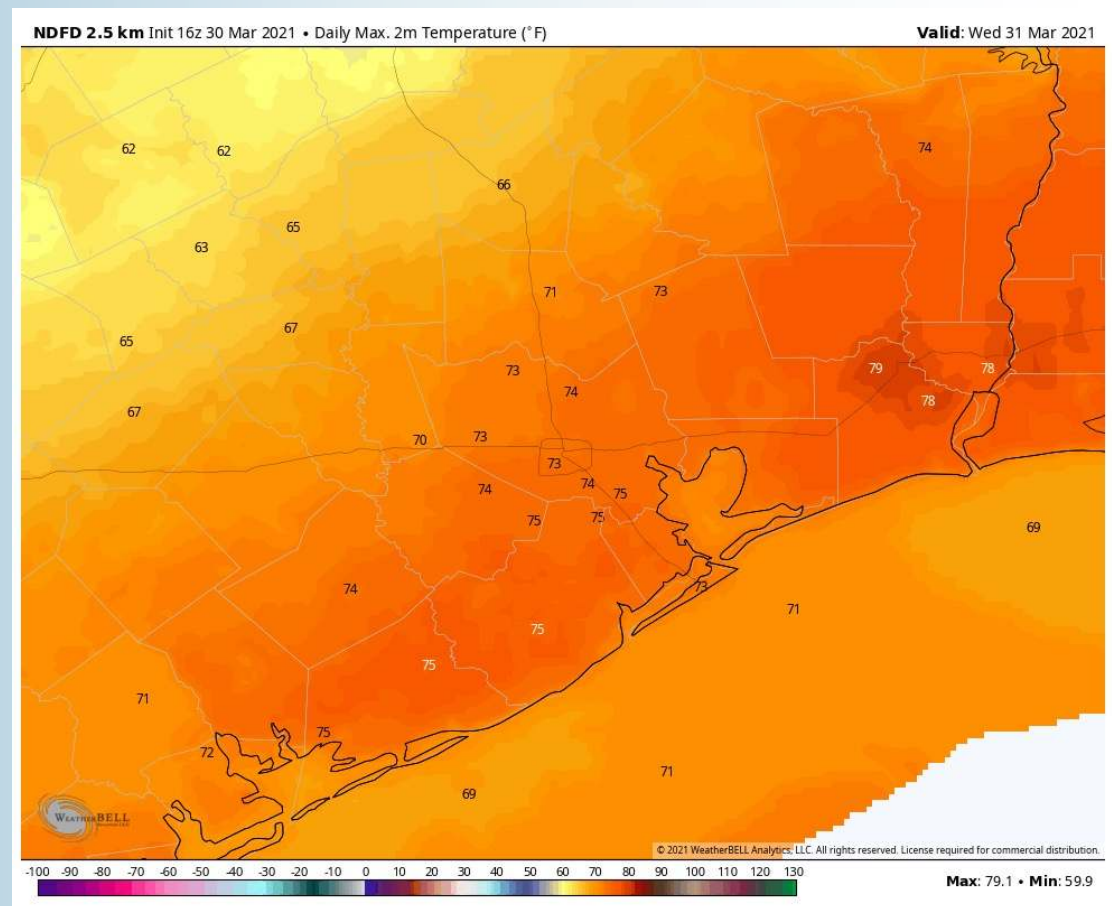 NDFD 2.5 km Init 16z 30 Mar 2021 • Daily Max. 2m Temperature (°F) Valid: Wed 31 Mar 2021
62 62 74
66
65
63
71 73
67
65
73 79 78
74 78
67
70 73
73
74 74 75
75 75
69
74 73
71
75
75
71
75
72
71
69
WEATHERBELL
© 2021 WeatherBELL Analytics, LLC. All rights reserved. License required for commercial distribution.
-100 -90 -80 -70 -60 -50 -40 -30 -20 -10 0 10 20 30 40 50 60 70 80 90 100 110 120 130
Max: 79.1 • Min: 59.9